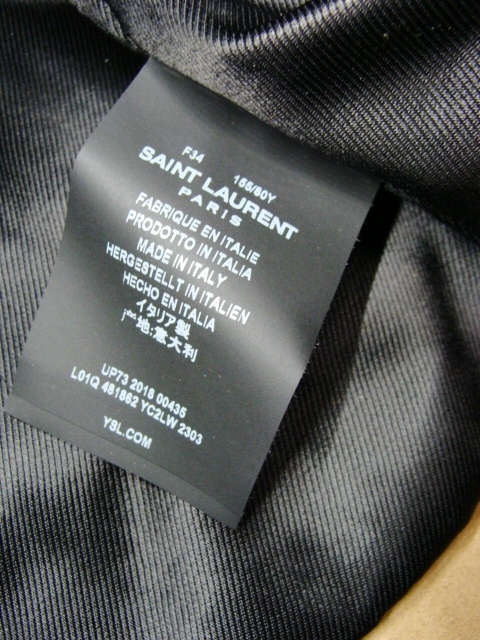 F34 155/80Y
SAINT LAURENT
PARIS
FABRIQUE EN ITALIE
PRODOTTO IN ITALIA
MADE IN ITALY
HERGESTELLT IN ITALIEN
HECHO EN ITALIA
イタリア製
产地:意大利
UP73 2018 00435
L01Q 481862 YC2LW 2303
YSL.COM